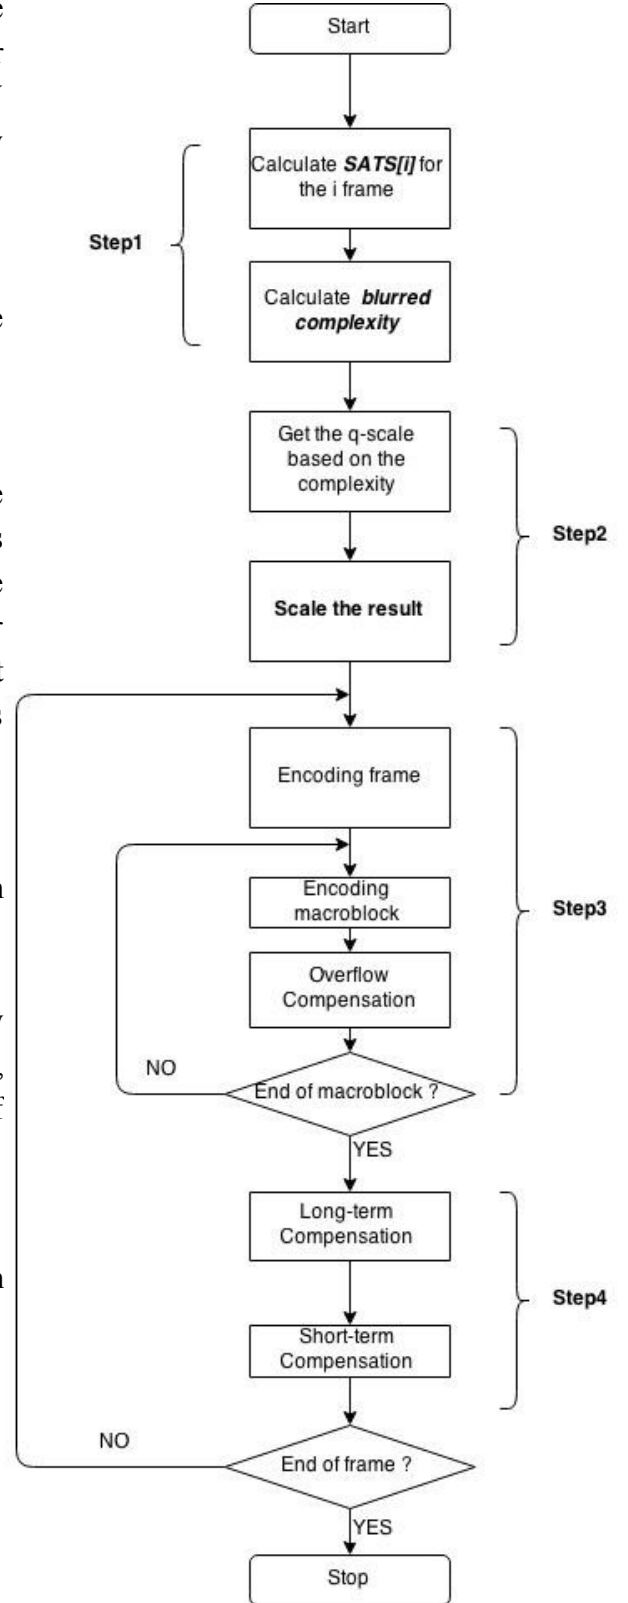 Start
Calculate SATS[i] for
the i frame
Step1
Calculate blurred
complexity
Get the q-scale
based on the
complexity
Step2
Scale the result
Encoding frame
Encoding
macroblock
Step3
Overflow
Compensation
NO
End of macroblock ?
YES
Long-term
Compensation
Step4
Short-term
Compensation
NO
End of frame ?
YES
Stop